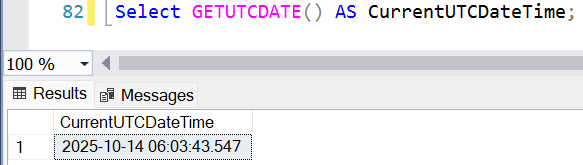 82 Select GETUTCDATE() AS CurrentUTCDateTime;
100 %
Results Messages
CurrentUTCDateTime
1 2025-10-14 06:03:43.547